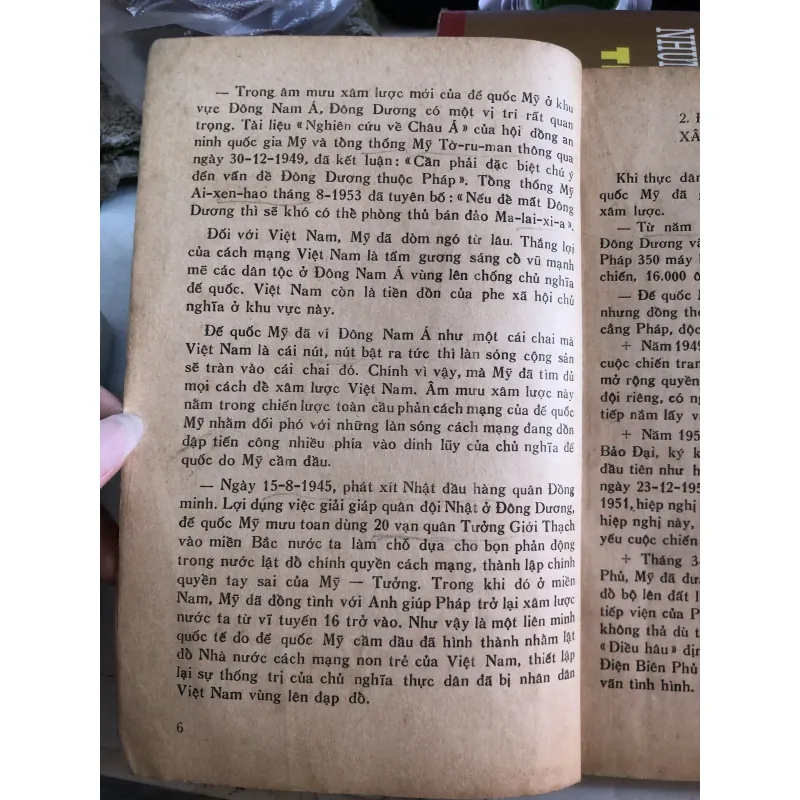 — Trong âm mưu xâm lược mới của đế quốc Mỹ ở khu
vực Đông Nam Á, Đông Dương có một vị trí rất quan
trọng. Tài liệu «Nghiên cứu về Châu Á» của hội đồng an
ninh quốc gia Mỹ và tổng thống Mỹ Tờ-ru-man thông qua
ngày 30-12-1949, đã kết luận: «Cần phải đặc biệt chú ý
đến vấn đề Đông Dương thuộc Pháp». Tổng thống Mỹ
Ai-xen-hao tháng 8-1953 đã tuyên bố: «Nếu để mất Đông
Dương thì sẽ khó có thể phòng thủ bán đảo Ma-lai-xi-a».
Đối với Việt Nam, Mỹ đã dòm ngó từ lâu. Thắng lợi
của cách mạng Việt Nam là tấm gương sáng cổ vũ mạnh
mẽ các dân tộc ở Đông Nam Á vùng lên chống chủ nghĩa
đế quốc. Việt Nam còn là tiền đồn của phe xã hội chủ
nghĩa ở khu vực này.
Đế quốc Mỹ đã ví Đông Nam Á như một cái chai mà
Việt Nam là cái nút, nút bật ra tức thì làn sóng cộng sản
sẽ tràn vào cái chai đó. Chính vì vậy, mà Mỹ đã tìm đủ
mọi cách để xâm lược Việt Nam. Âm mưu xâm lược này
nằm trong chiến lược toàn cầu phản cách mạng của đế quốc
Mỹ nhằm đối phó với những làn sóng cách mạng đang dồn
dập tiến công nhiều phía vào dinh lũy của chủ nghĩa đế
quốc do Mỹ cầm đầu.
— Ngày 15-8-1945, phát xít Nhật đầu hàng quân Đồng
minh. Lợi dụng việc giải giáp quân đội Nhật ở Đông Dương,
đế quốc Mỹ mưu toan dùng 20 vạn quân Tưởng Giới Thạch
vào miền Bắc nước ta làm chỗ dựa cho bọn phản động
trong nước lật đổ chính quyền cách mạng, thành lập chính
quyền tay sai của Mỹ — Tưởng. Trong khi đó ở miền
Nam, Mỹ đã đồng tình với Anh giúp Pháp trở lại xâm lược
nước ta từ vĩ tuyến 16 trở vào. Như vậy là một liên minh
quốc tế do đế quốc Mỹ cầm đầu đã hình thành nhằm lật
đổ Nhà nước cách mạng non trẻ của Việt Nam, thiết lập
lại sự thống trị của chủ nghĩa thực dân đã bị nhân dân
Việt Nam vùng lên đạp đổ.
6
2.
Khi thực dân
quốc Mỹ đã
xâm lược.
— Từ năm
Đông Dương
Pháp 350 máy
chiến, 16.000
— Đế quốc
nhưng đồng
cẳng Pháp, độc
+ Năm 1949
cuộc chiến
mở rộng quyền
đội riêng, có
tiếp nắm lấy
+ Năm
Bảo Đại, ký
đầu tiên như
ngày
1951, hiệp nghị
hiệp nghị này,
yếu cuộc chiến
+ Tháng
Phủ, Mỹ đã
đổ bộ lên đất
tiếp viện của
không thả dù
«Diều hâu»
Điện Biên Phủ
văn tình hình.